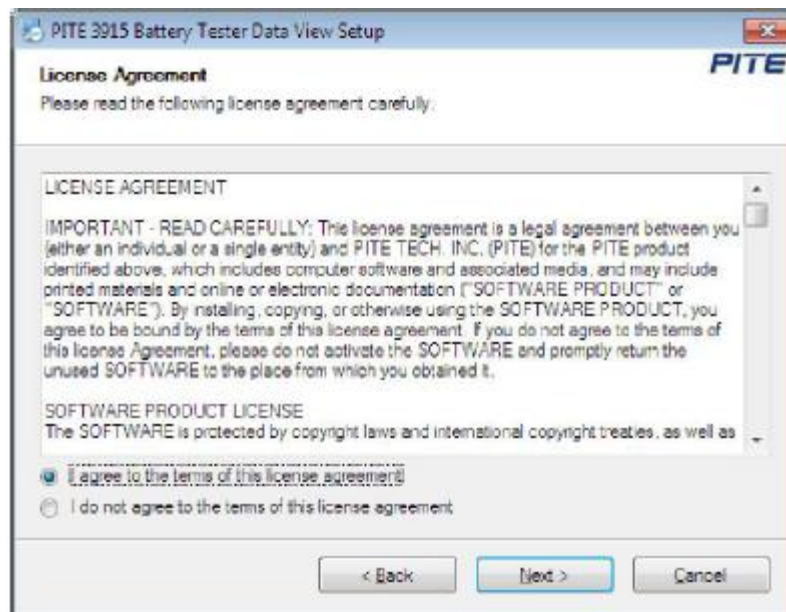 PITE 3915 Battery Tester Data View Setup
License Agreement
PITE
Please read the following license agreement carefully.
LICENSE AGREEMENT
IMPORTANT - READ CAREFULLY: This license agreement is a legal agreement between you
(either an individual or a single entity) and PITE TECH. INC. (PITE) for the PITE product
identified above, which includes computer software and associated media, and may include
printed materials and online or electronic documentation ("SOFTWARE PRODUCT" or
"SOFTWARE"). By installing, copying, or otherwise using the SOFTWARE PRODUCT, you
agree to be bound by the terms of this license agreement. If you do not agree to the terms of
this license Agreement, please do not activate the SOFTWARE and promptly return the
unused SOFTWARE to the place from which you obtained it.
SOFTWARE PRODUCT LICENSE
The SOFTWARE is protected by copyright laws and international copyright treaties, as well as
I agree to the terms of this license agreement
I do not agree to the terms of this license agreement
< Back
Next >
Cancel